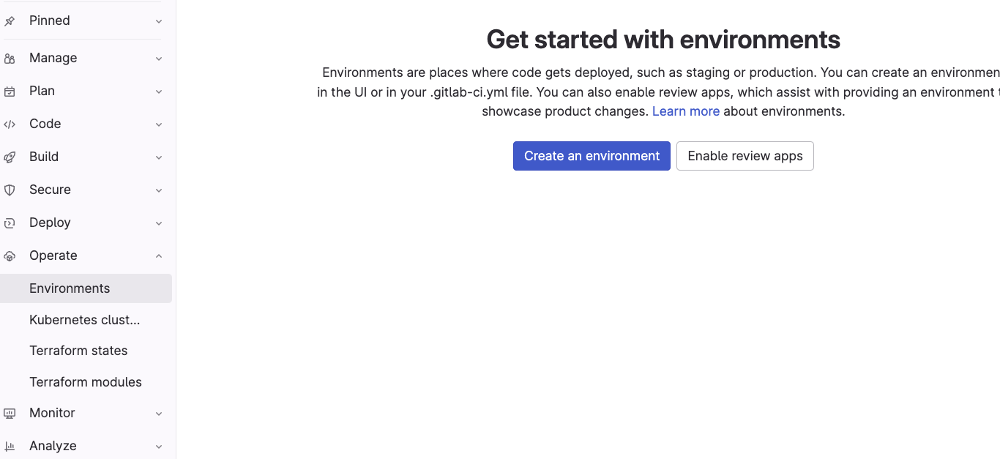 Pinned
Manage
Plan
Code
Build
Secure
Deploy
Operate
Environments
Kubernetes clust...
Terraform states
Terraform modules
Monitor
Analyze
Get started with environments
Environments are places where code gets deployed, such as staging or production. You can create an environmen
in the UI or in your .gitlab-ci.yml file. You can also enable review apps, which assist with providing an environment
showcase product changes. Learn more about environments.
Create an environment
Enable review apps